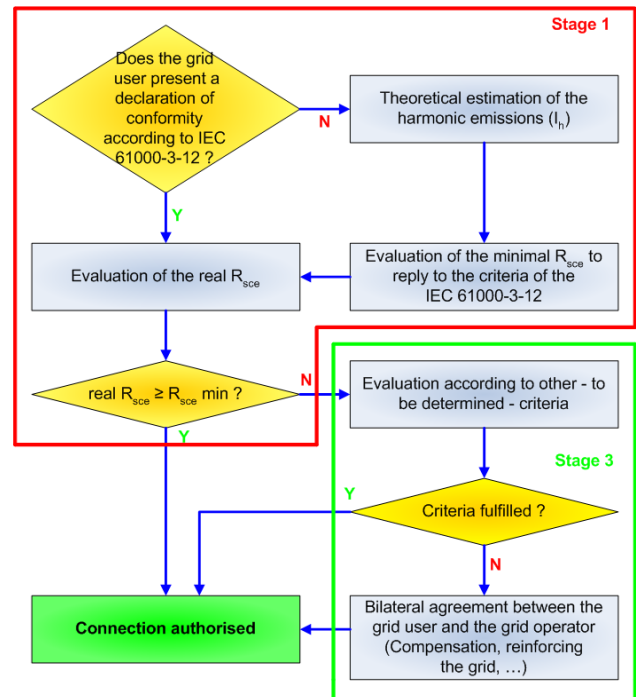 Stage 1
Does the grid
user present a
declaration of
conformity
according to IEC
61000-3-12 ?
N
Theoretical estimation of the
harmonic emissions (Ih)
Y
Evaluation of the real Rsce
Evaluation of the minimal Rsce to
reply to the criteria of the
IEC 61000-3-12
real Rsce ≥ Rsce min ?
N
Y
Evaluation according to other - to
be determined - criteria
Stage 3
Criteria fulfilled ?
Y
N
Connection authorised
Bilateral agreement between the
grid user and the grid operator
(Compensation, reinforcing
the grid, ...)